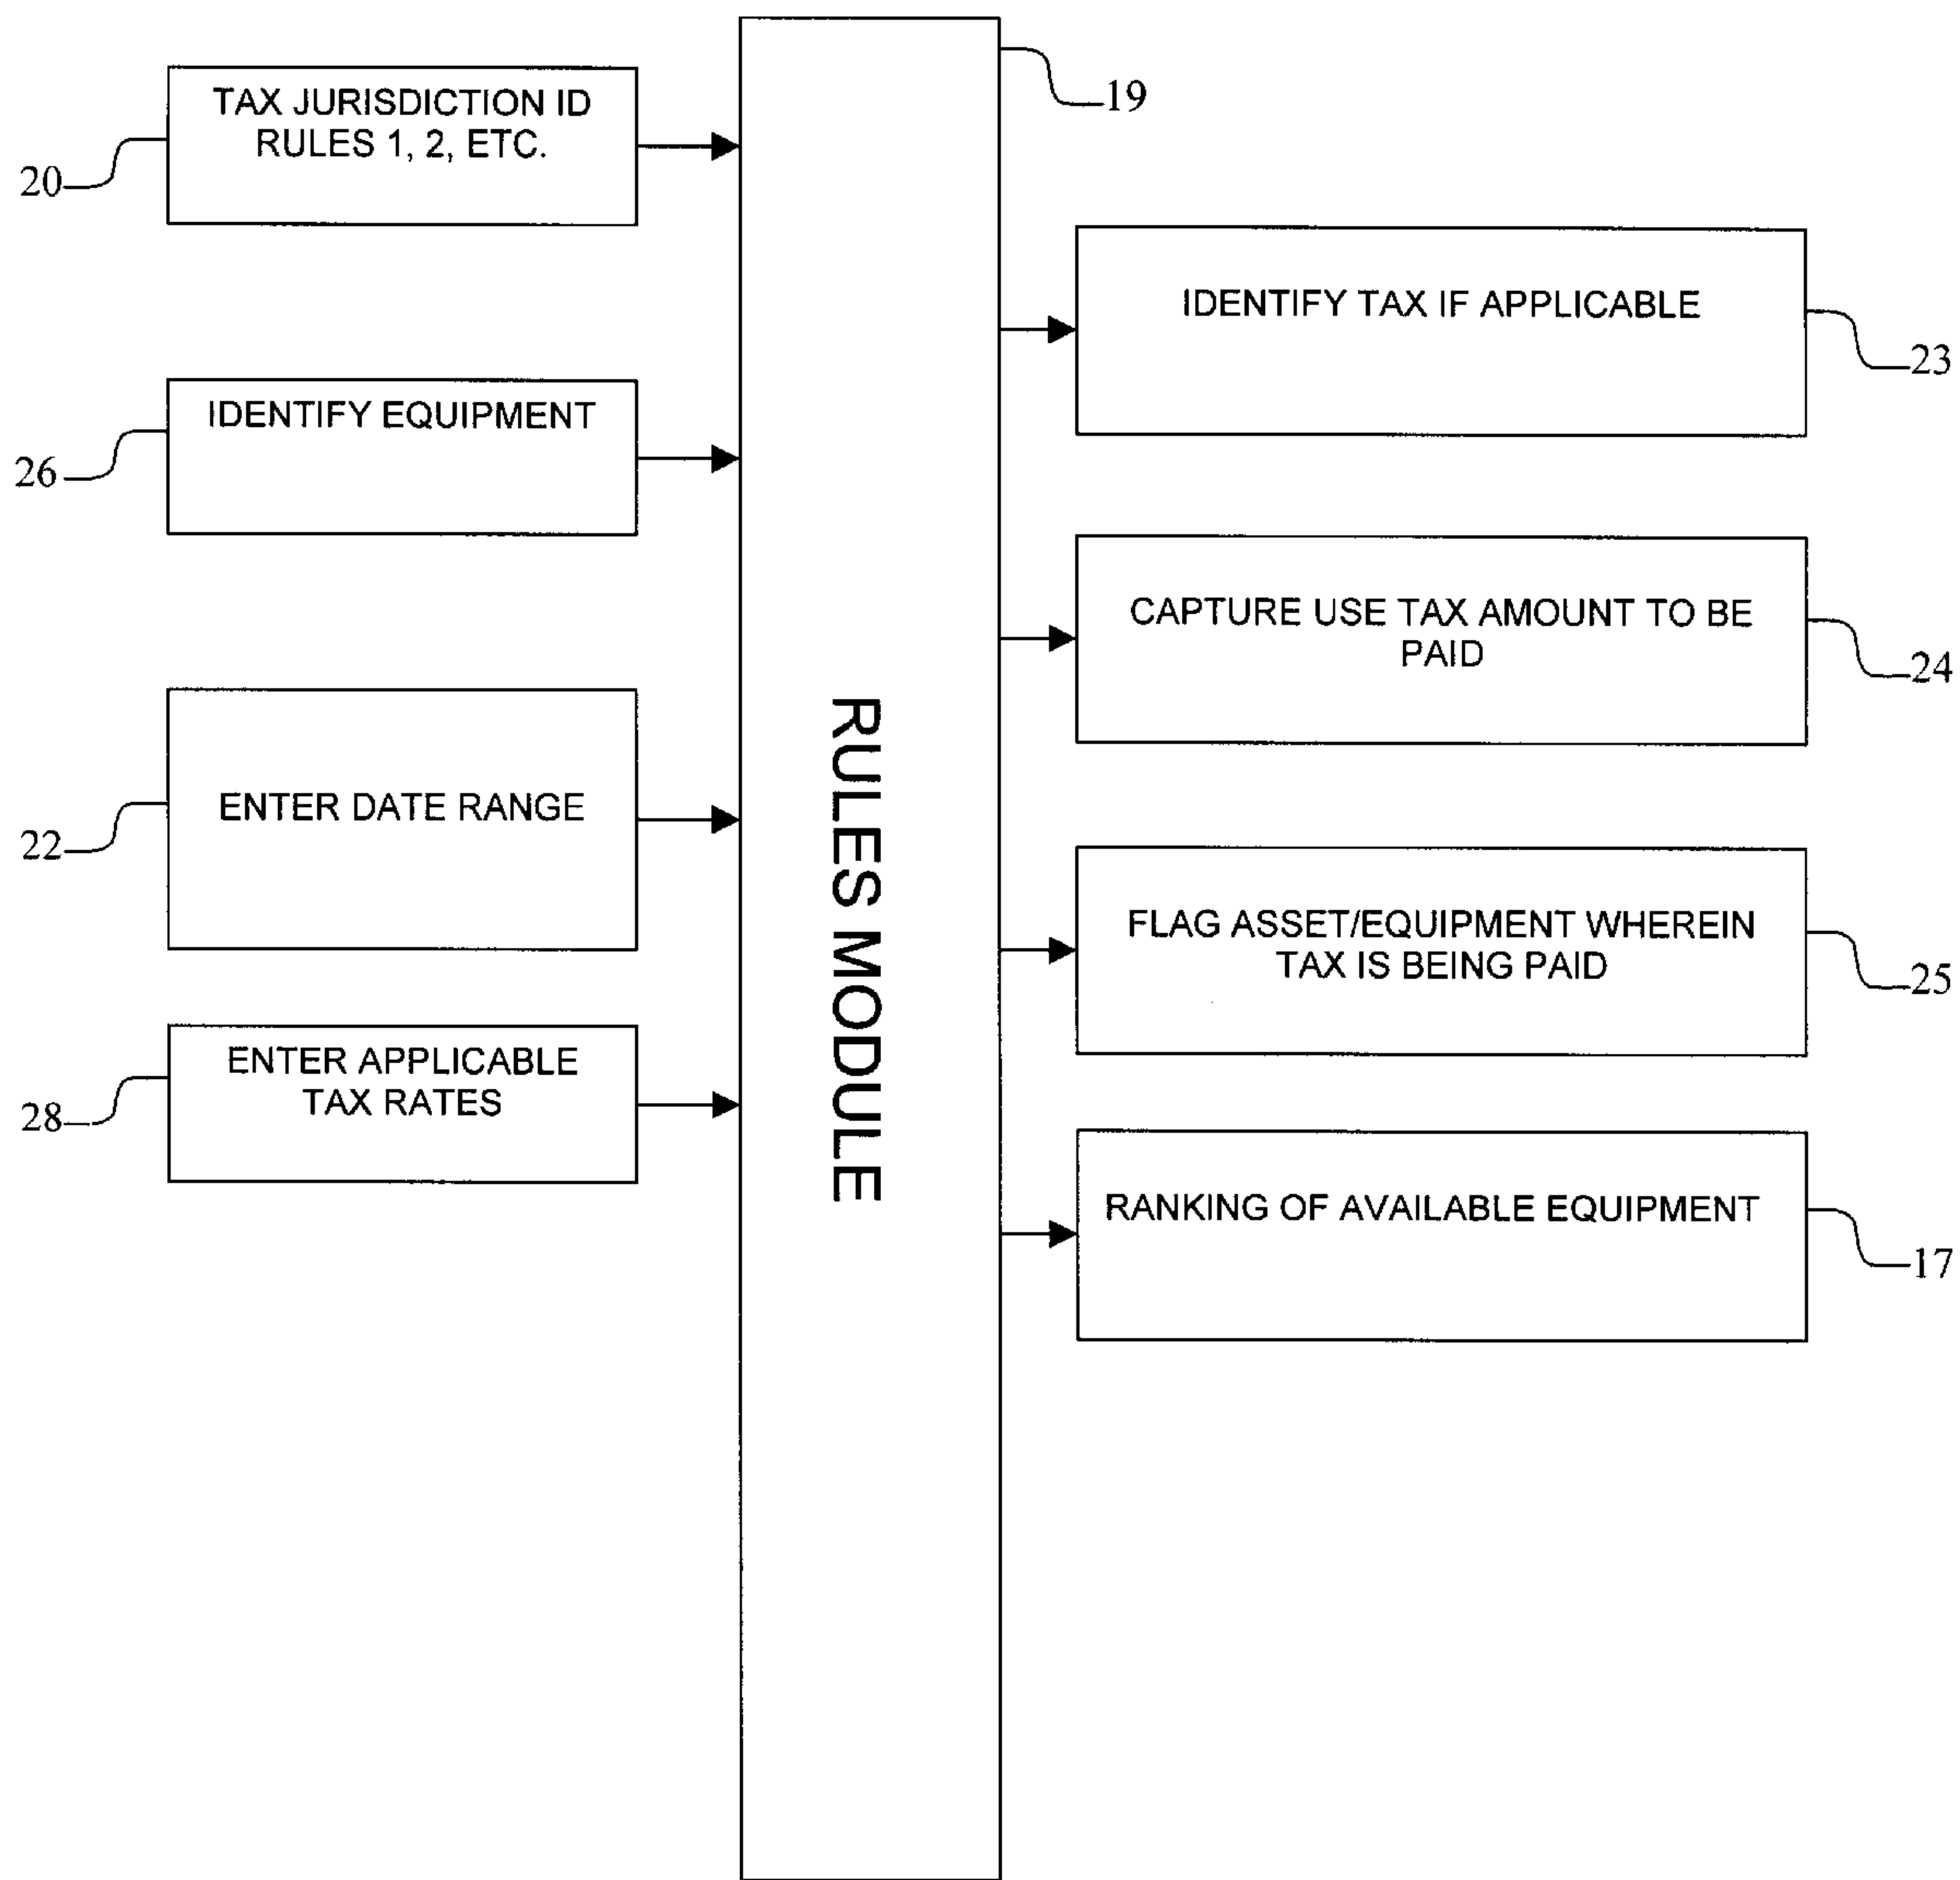 TAX JURISDICTION ID
RULES 1, 2, ETC.
20
IDENTIFY EQUIPMENT
26
ENTER DATE RANGE
22
ENTER APPLICABLE
TAX RATES
28
RULES MODULE
19
IDENTIFY TAX IF APPLICABLE
23
CAPTURE USE TAX AMOUNT TO BE
PAID
24
FLAG ASSET/EQUIPMENT WHEREIN
TAX IS BEING PAID
25
RANKING OF AVAILABLE EQUIPMENT
17